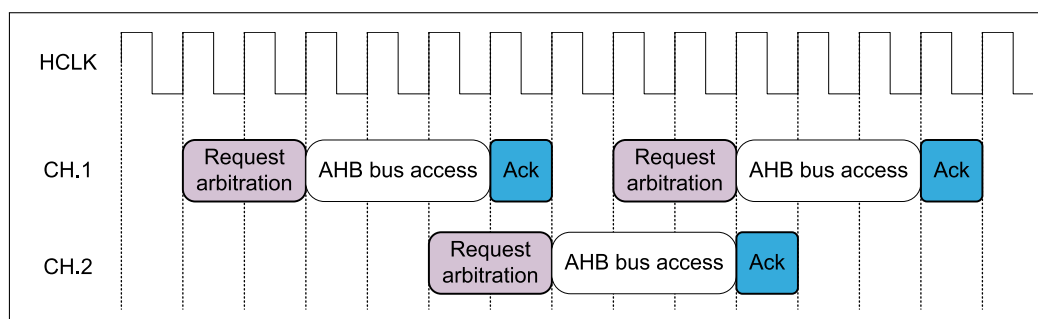 HCLK
CH.1
Request
arbitration
AHB bus access
Ack
Request
arbitration
AHB bus access
Ack
CH.2
Request
arbitration
AHB bus access
Ack